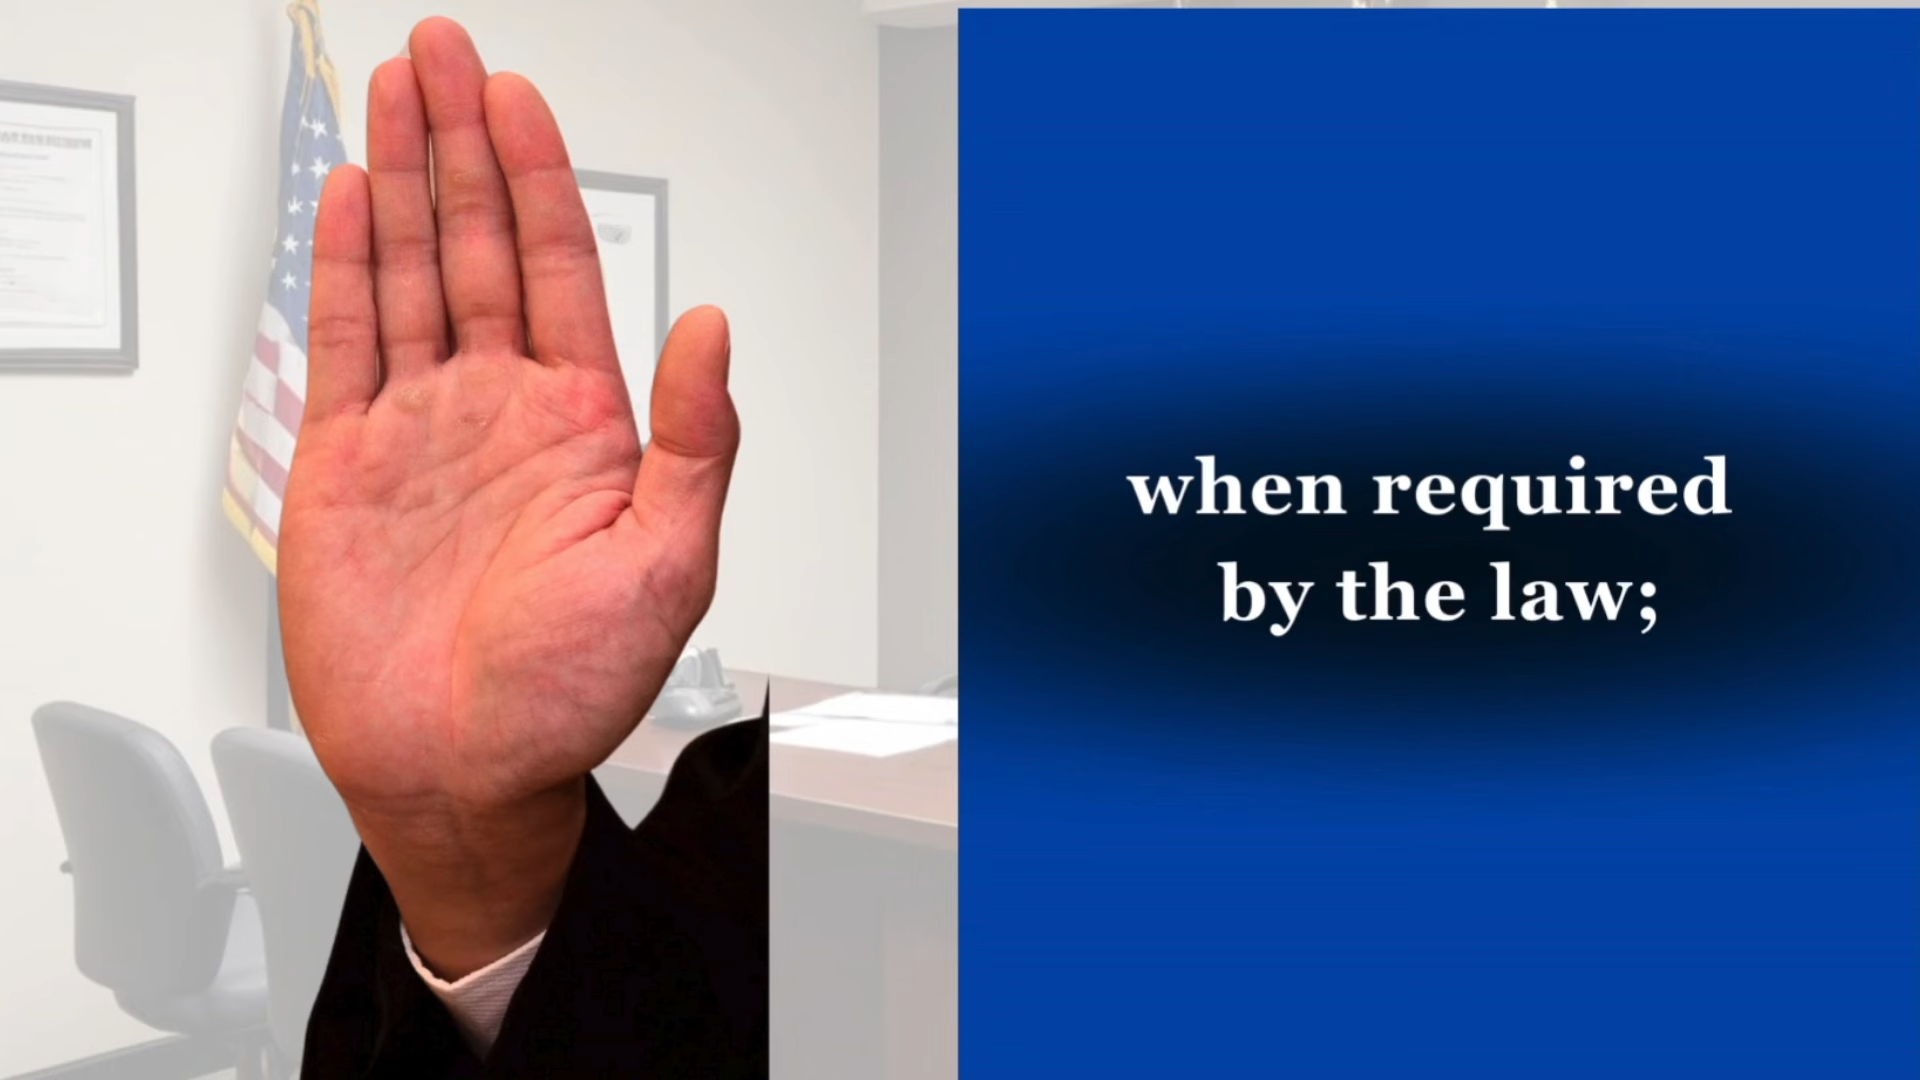 when required
by the law;